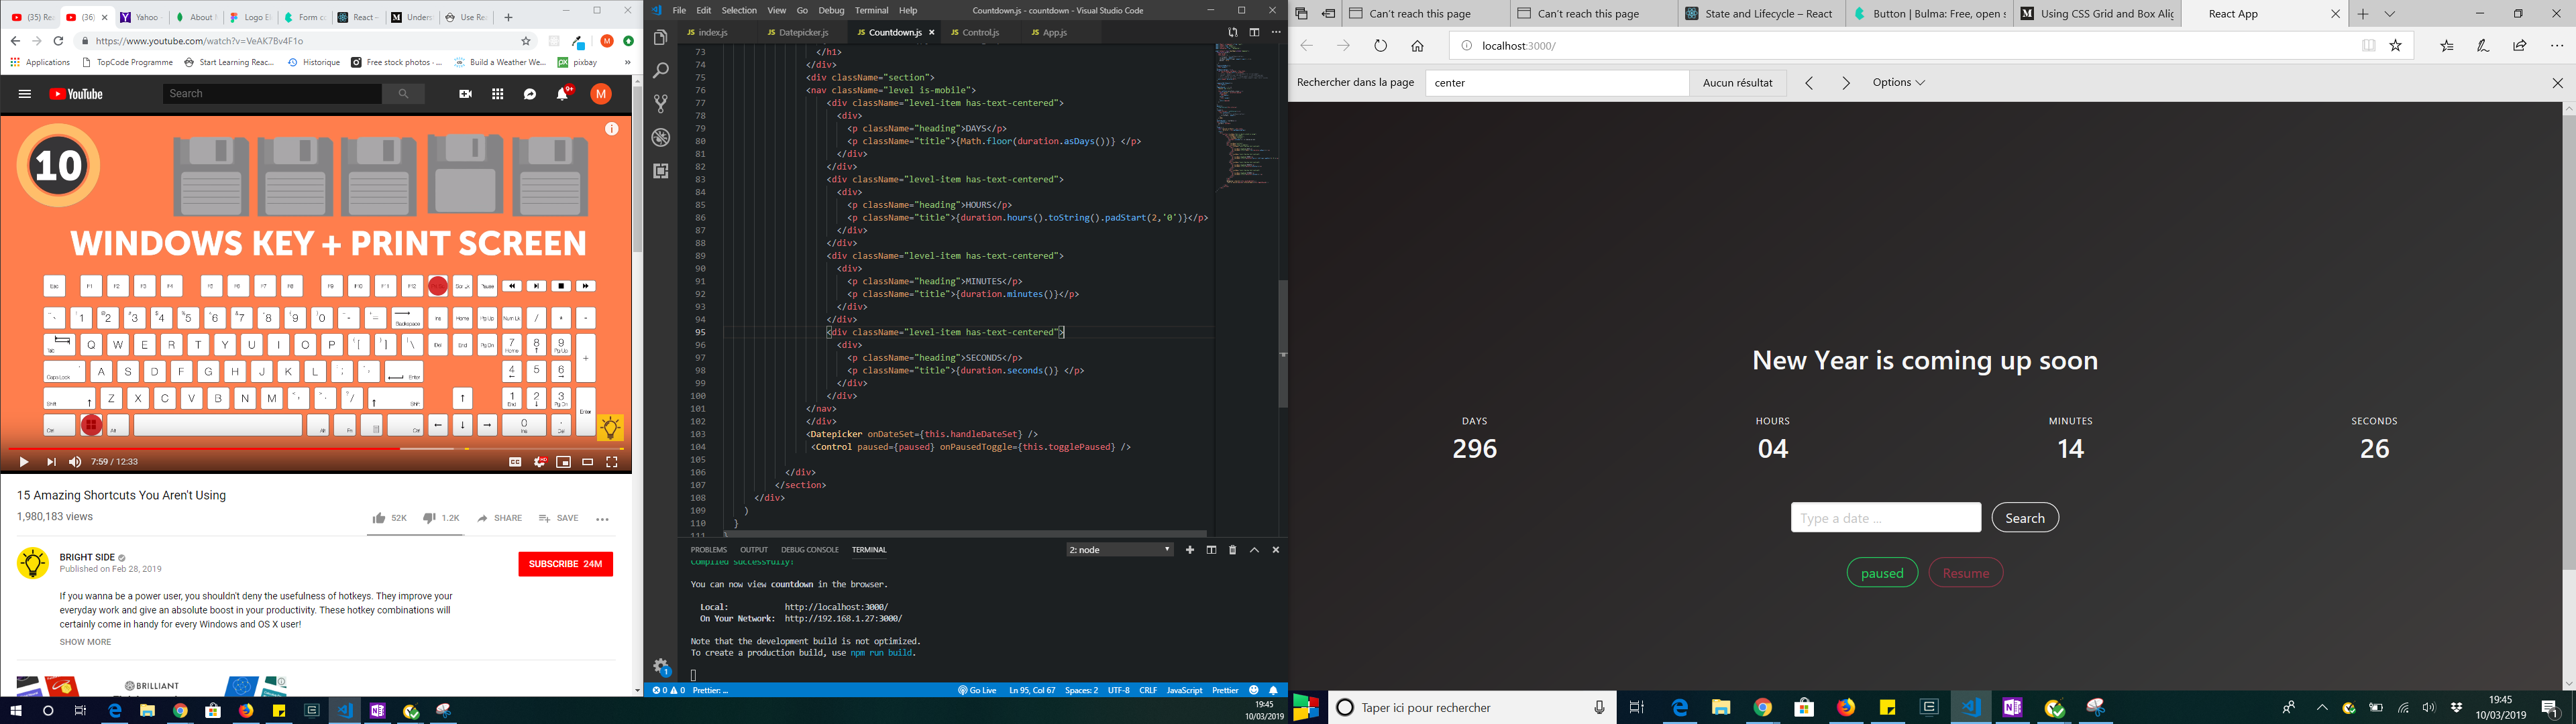 (35) Re
(36)
Yahoo
About M
Logo El
Form co
React –
Unders
Use Re
https://www.youtube.com/watch?v=VeAK7Bv4F1o
Applications
TopCode Programme
Start Learning Reac...
Historique
Free stock photos - ...
Build a Weather We...
pixbay
YouTube
Search
9+
M
10
WINDOWS KEY + PRINT SCREEN
7:59 / 12:33
15 Amazing Shortcuts You Aren't Using
1,980,183 views
52K
1.2K
SHARE
SAVE
BRIGHT SIDE
Published on Feb 28, 2019
SUBSCRIBE 24M
If you wanna be a power user, you shouldn't deny the usefulness of hotkeys. They improve your
everyday work and give an absolute boost in your productivity. These hotkey combinations will
certainly come in handy for every Windows and OS X user!
SHOW MORE
BRILLIANT
File Edit Selection View Go Debug Terminal Help
Countdown.js - countdown - Visual Studio Code
index.js
Datepicker.js
Countdown.js
Control.js
App.js
73 </h1>
74 </div>
75 <div className="section">
76 <nav className="level is-mobile">
77 <div className="level-item has-text-centered">
78 <div>
79 <p className="heading">DAYS</p>
80 <p className="title">{Math.floor(duration.asDays())} </p>
81 </div>
82 </div>
83 <div className="level-item has-text-centered">
84 <div>
85 <p className="heading">HOURS</p>
86 <p className="title">{duration.hours().toString().padStart(2,'0')}</p>
87 </div>
88 </div>
89 <div className="level-item has-text-centered">
90 <div>
91 <p className="heading">MINUTES</p>
92 <p className="title">{duration.minutes()}</p>
93 </div>
94 </div>
95 <div className="level-item has-text-centered">
96 <div>
97 <p className="heading">SECONDS</p>
98 <p className="title">{duration.seconds()} </p>
99 </div>
100 </div>
101 </nav>
102 </div>
103 <Datepicker onDateSet={this.handleDateSet} />
104 <Control paused={paused} onPausedToggle={this.togglePaused} />
105
106 </div>
107 </section>
108 </div>
109 )
110 }
111
PROBLEMS OUTPUT DEBUG CONSOLE TERMINAL
2: node
Compiled successfully!
You can now view countdown in the browser.
Local: http://localhost:3000/
On Your Network: http://192.168.1.27:3000/
Note that the development build is not optimized.
To create a production build, use npm run build.
0 0 Prettier: ...
Go Live Ln 95, Col 67 Spaces: 2 UTF-8 CRLF JavaScript Prettier
19:45
10/03/2019
Can't reach this page
Can't reach this page
State and Lifecycle – React
Button | Bulma: Free, open s
Using CSS Grid and Box Alig
React App
localhost:3000/
Rechercher dans la page
center
Aucun résultat
Options
New Year is coming up soon
DAYS HOURS MINUTES SECONDS
296 04 14 26
Type a date ...
Search
paused
Resume
Taper ici pour rechercher
19:45
10/03/2019